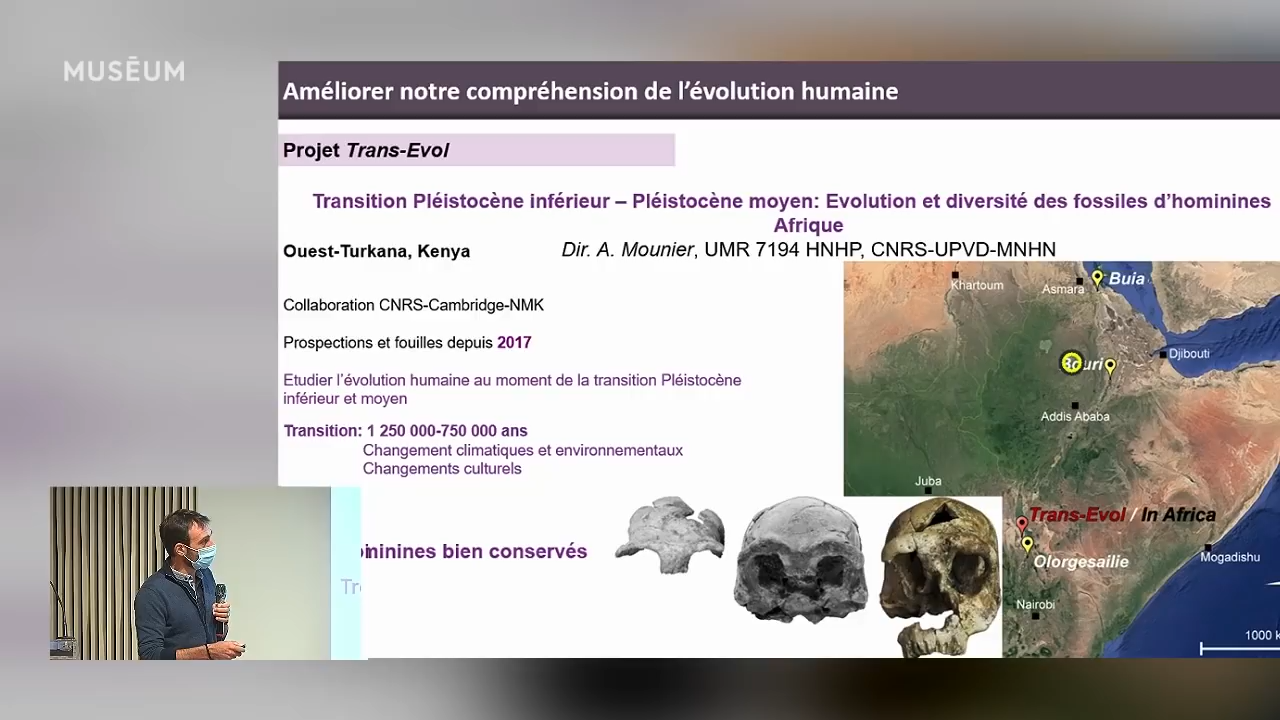 MUSĒUM
Améliorer notre compréhension de l’évolution humaine
Projet Trans-Evol
Transition Pléistocène inférieur – Pléistocène moyen: Evolution et diversité des fossiles d’hominines
Afrique
Ouest-Turkana, Kenya
Dir. A. Mounier, UMR 7194 HNHP, CNRS-UPVD-MNHN
Collaboration CNRS-Cambridge-NMK
Prospections et fouilles depuis 2017
Etudier l’évolution humaine au moment de la transition Pléistocène
inférieur et moyen
Transition: 1 250 000-750 000 ans
Changement climatiques et environnementaux
Changements culturels
minines bien conservés
Tr
Khartoum
Asmara
Buia
Djibouti
Bouri
Addis Ababa
Juba
Trans-Evol / In Africa
Olorgesailie
Mogadishu
Nairobi
1000 k